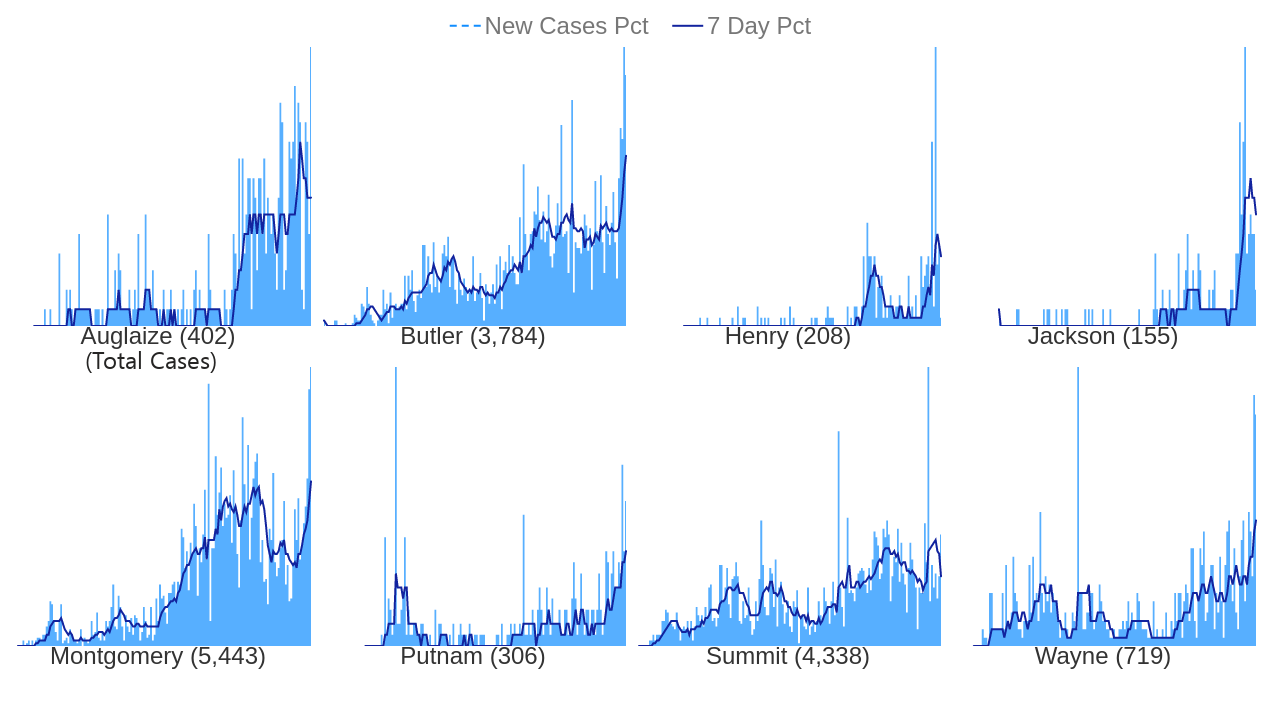 New Cases Pct 7 Day Pct
Auglaize (402) Butler (3,784) Henry (208) Jackson (155)
(Total Cases)
Montgomery (5,443) Putnam (306) Summit (4,338) Wayne (719)